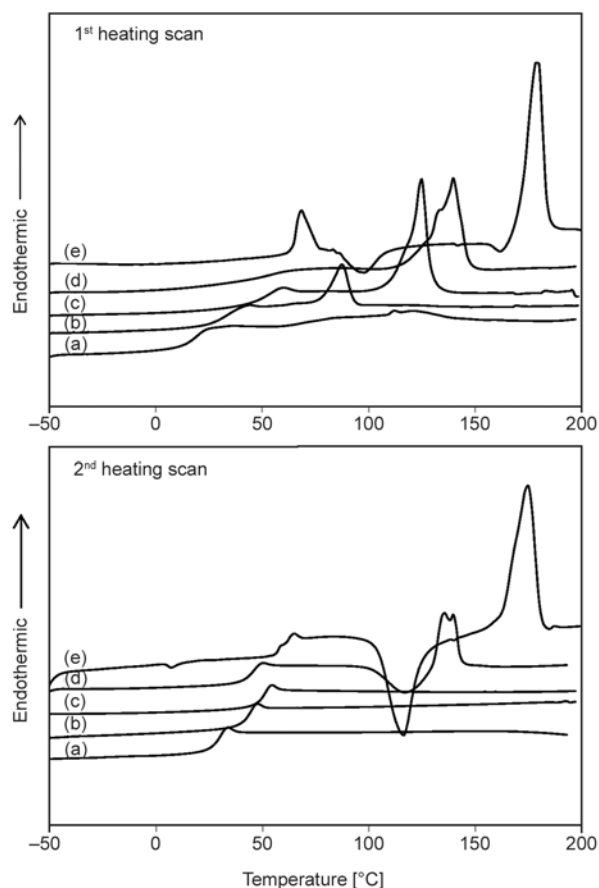 1st heating scan
Endothermic
(e)
(d)
(c)
(b)
(a)
–50 0 50 100 150 200
2nd heating scan
Endothermic
(e)
(d)
(c)
(b)
(a)
–50 0 50 100 150 200
Temperature [°C]